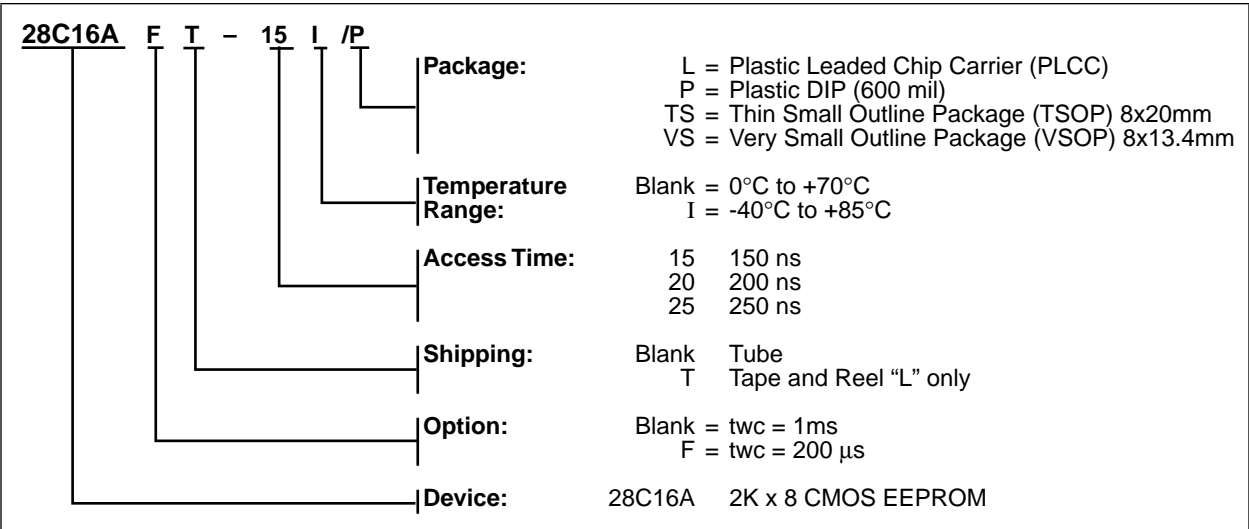 28C16A F T – 15 I /P
Package: L = Plastic Leaded Chip Carrier (PLCC)
P = Plastic DIP (600 mil)
TS = Thin Small Outline Package (TSOP) 8x20mm
VS = Very Small Outline Package (VSOP) 8x13.4mm
Temperature Blank = 0°C to +70°C
Range: I = -40°C to +85°C
Access Time: 15 150 ns
20 200 ns
25 250 ns
Shipping: Blank Tube
T Tape and Reel “L” only
Option: Blank = twc = 1ms
F = twc = 200 μs
Device: 28C16A 2K x 8 CMOS EEPROM